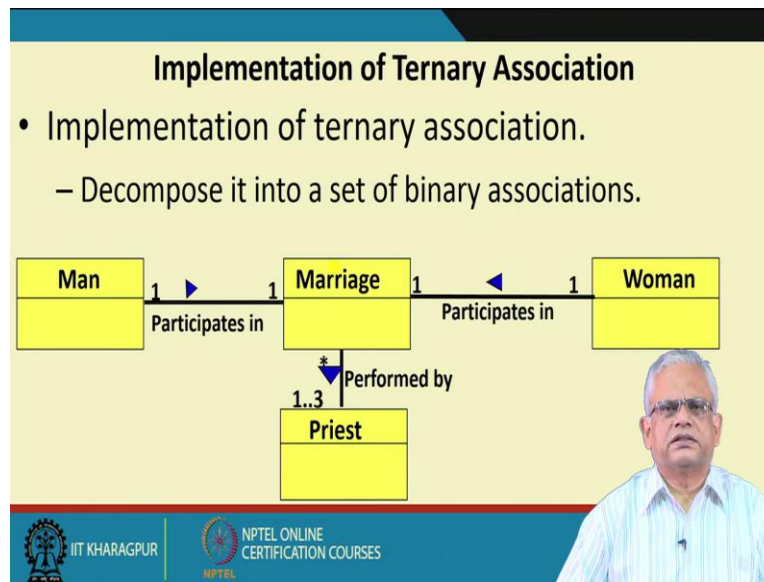 Implementation of Ternary Association
• Implementation of ternary association.
– Decompose it into a set of binary associations.
Man
1
1
Participates in
Marriage
1
1
Participates in
Woman
*
Performed by
1..3
Priest
IIT KHARAGPUR
NPTEL
NPTEL ONLINE
CERTIFICATION COURSES